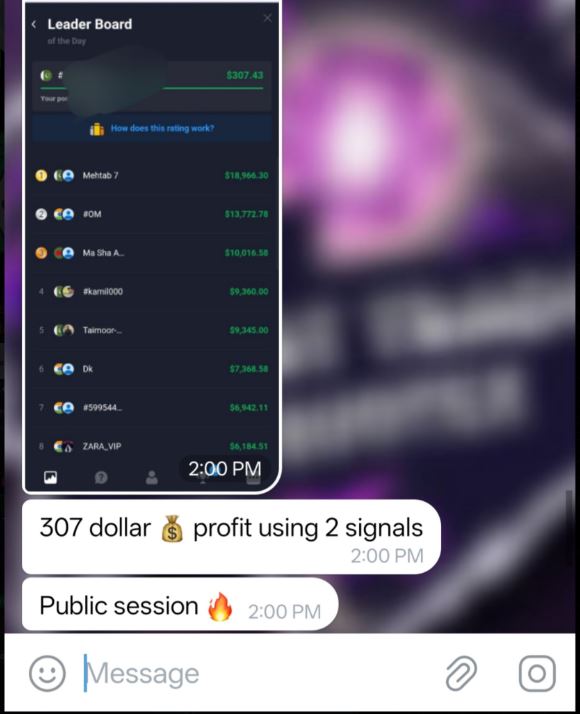 Leader Board
of the Day
#
$307.43
Your
How does this rating work?
1 Mehtab 7 $18,966.30
2 #OM $13,772.78
3 Ma Sha A... $10,016.58
4 #kamil000 $9,360.00
5 Taimoor-... $9,345.00
6 Dk $7,368.58
7 #599544... $6,942.11
8 ZARA_VIP $6,184.51
2:00 PM
307 dollar 💰 profit using 2 signals
2:00 PM
Public session 🔥 2:00 PM
Message